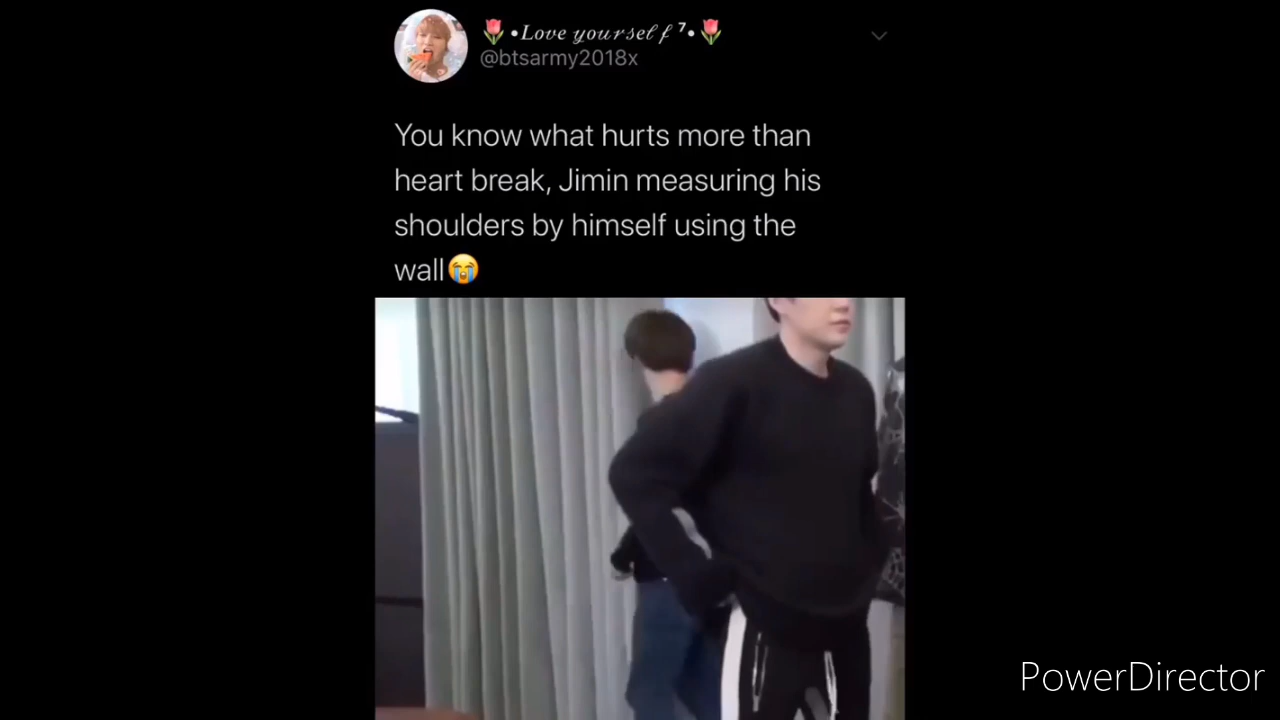 🌷•𝐿𝑜𝓋𝑒 𝓎𝑜𝓊𝓇𝓈𝑒𝓁𝒻 ⁷•🌷
@btsarmy2018x
You know what hurts more than
heart break, Jimin measuring his
shoulders by himself using the
wall😭
PowerDirector